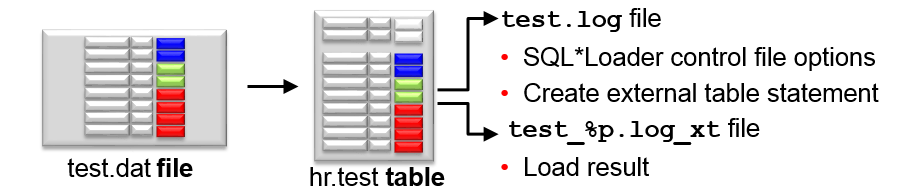 test.log file
• SQL*Loader control file options
• Create external table statement
test_%p.log_xt file
• Load result
test.dat file
hr.test table